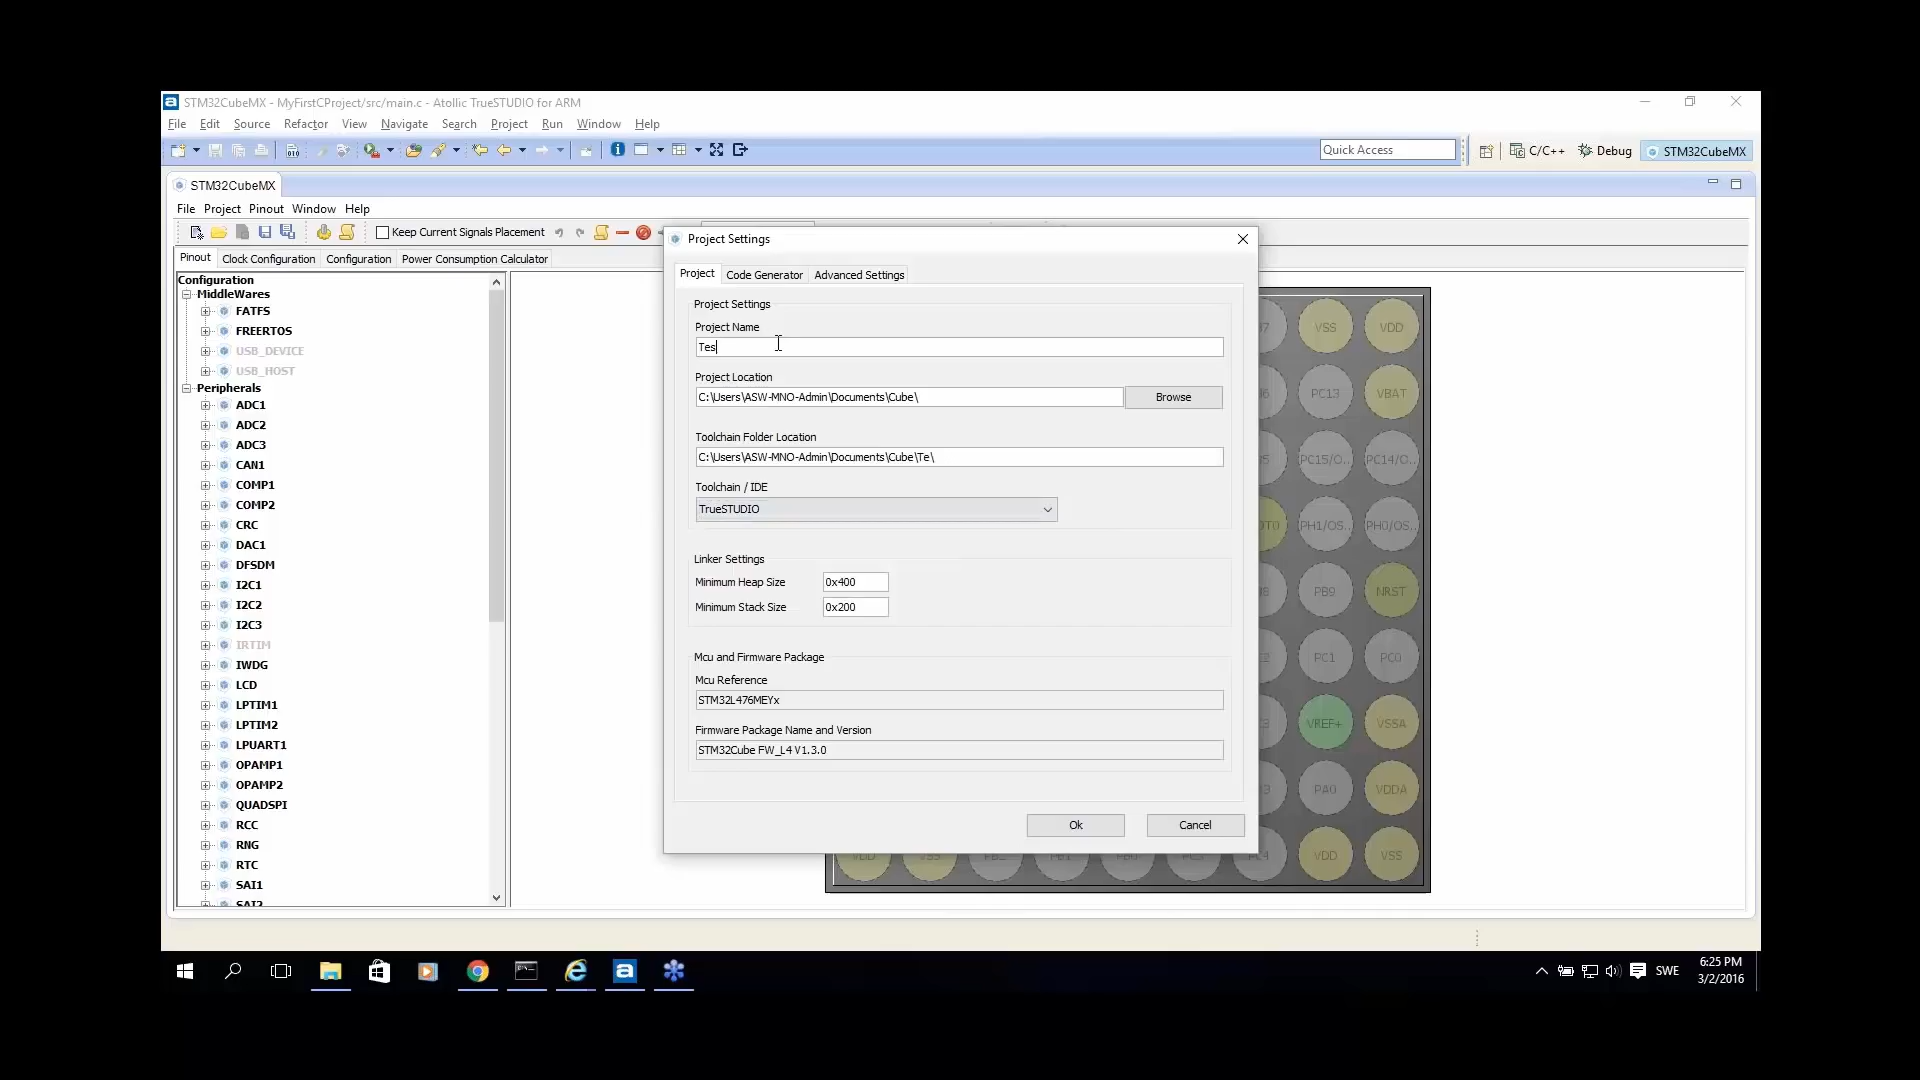 STM32CubeMX - MyFirstCProject/src/main.c - Atollic TrueSTUDIO for ARM
File Edit Source Refactor View Navigate Search Project Run Window Help
Quick Access
C/C++ Debug STM32CubeMX
STM32CubeMX
File Project Pinout Window Help
Keep Current Signals Placement
Pinout Clock Configuration Configuration Power Consumption Calculator
Configuration
MiddleWares
FATFS
FREERTOS
USB_DEVICE
USB_HOST
Peripherals
ADC1
ADC2
ADC3
CAN1
COMP1
COMP2
CRC
DAC1
DFSDM
I2C1
I2C2
I2C3
IRTIM
IWDG
LCD
LPTIM1
LPTIM2
LPUART1
OPAMP1
OPAMP2
QUADSPI
RCC
RNG
RTC
SAI1
SAI2
Project Settings
Project Code Generator Advanced Settings
Project Settings
Project Name
Tes
Project Location
C:\Users\ASW-MNO-Admin\Documents\Cube\
Browse
Toolchain Folder Location
C:\Users\ASW-MNO-Admin\Documents\Cube\Te\
Toolchain / IDE
TrueSTUDIO
Linker Settings
Minimum Heap Size 0x400
Minimum Stack Size 0x200
Mcu and Firmware Package
Mcu Reference
STM32L476MEYx
Firmware Package Name and Version
STM32Cube FW_L4 V1.3.0
Ok Cancel
VSS VDD
PC13 VBAT
PC15/O.. PC14/O..
PH1/OS.. PH0/OS..
PB9 NRST
PC1 PC0
VREF+ VSSA
PA0 VDDA
VDD VSS PB2 PB1 PB0 VDD VSS
SWE
6:25 PM
3/2/2016